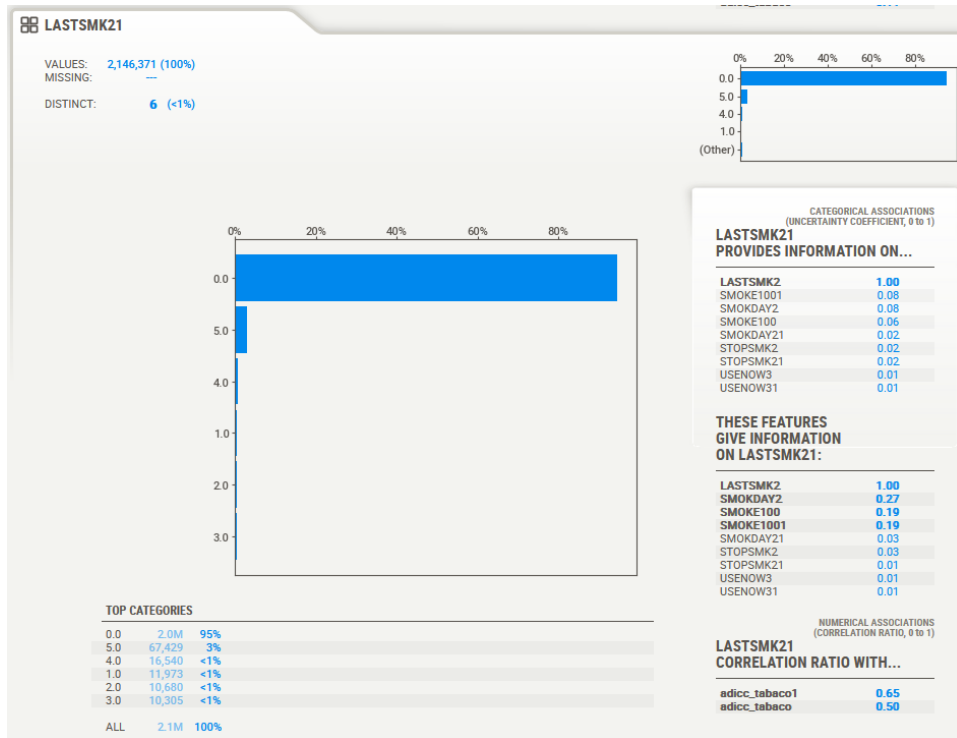 LASTSMK21
VALUES: 2,146,371 (100%)
MISSING: ---
DISTINCT: 6 (<1%)
0% 20% 40% 60% 80%
0.0
5.0
4.0
1.0
(Other)
0% 20% 40% 60% 80%
0.0
5.0
4.0
1.0
2.0
3.0
TOP CATEGORIES
0.0 2.0M 95%
5.0 67,429 3%
4.0 16,540 <1%
1.0 11,973 <1%
2.0 10,680 <1%
3.0 10,305 <1%
ALL 2.1M 100%
CATEGORICAL ASSOCIATIONS
(UNCERTAINTY COEFFICIENT, 0 to 1)
LASTSMK21
PROVIDES INFORMATION ON...
LASTSMK2 1.00
SMOKE1001 0.08
SMOKDAY2 0.08
SMOKE100 0.06
SMOKDAY21 0.02
STOPSMK2 0.02
STOPSMK21 0.02
USENOW3 0.01
USENOW31 0.01
THESE FEATURES
GIVE INFORMATION
ON LASTSMK21:
LASTSMK2 1.00
SMOKDAY2 0.27
SMOKE100 0.19
SMOKE1001 0.19
SMOKDAY21 0.03
STOPSMK2 0.03
STOPSMK21 0.01
USENOW3 0.01
USENOW31 0.01
NUMERICAL ASSOCIATIONS
(CORRELATION RATIO, 0 to 1)
LASTSMK21
CORRELATION RATIO WITH...
adicc_tabaco1 0.65
adicc_tabaco 0.50